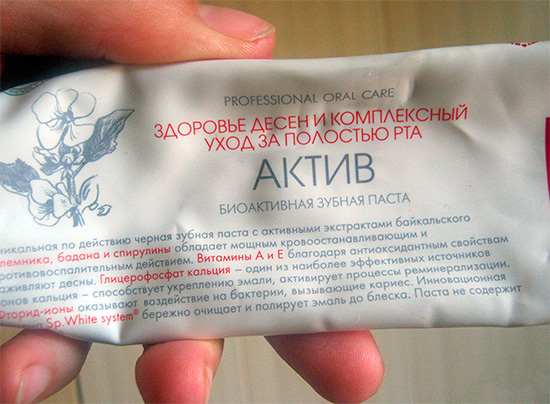 PROFESSIONAL ORAL CARE
ЗДОРОВЬЕ ДЕСЕН И КОМПЛЕКСНЫЙ
УХОД ЗА ПОЛОСТЬЮ РТА
АКТИВ
БИОАКТИВНАЯ ЗУБНАЯ ПАСТА
никальная по действию черная зубная паста с активными экстрактами байкальского
лемника, бадана и спирулины обладает мощным кровоостанавливающим и
ротивовоспалительным действием. Витамины А и Е благодаря антиоксидантным свойствам
аживляют десны. Глицерофосфат кальция – один из наиболее эффективных источников
онов кальция – способствует укреплению эмали, активирует процессы реминерализации.
Фторид-ионы оказывают воздействие на бактерии, вызывающие кариес. Инновационная
Sp.White system® бережно очищает и полирует эмаль до блеска. Паста не содержит